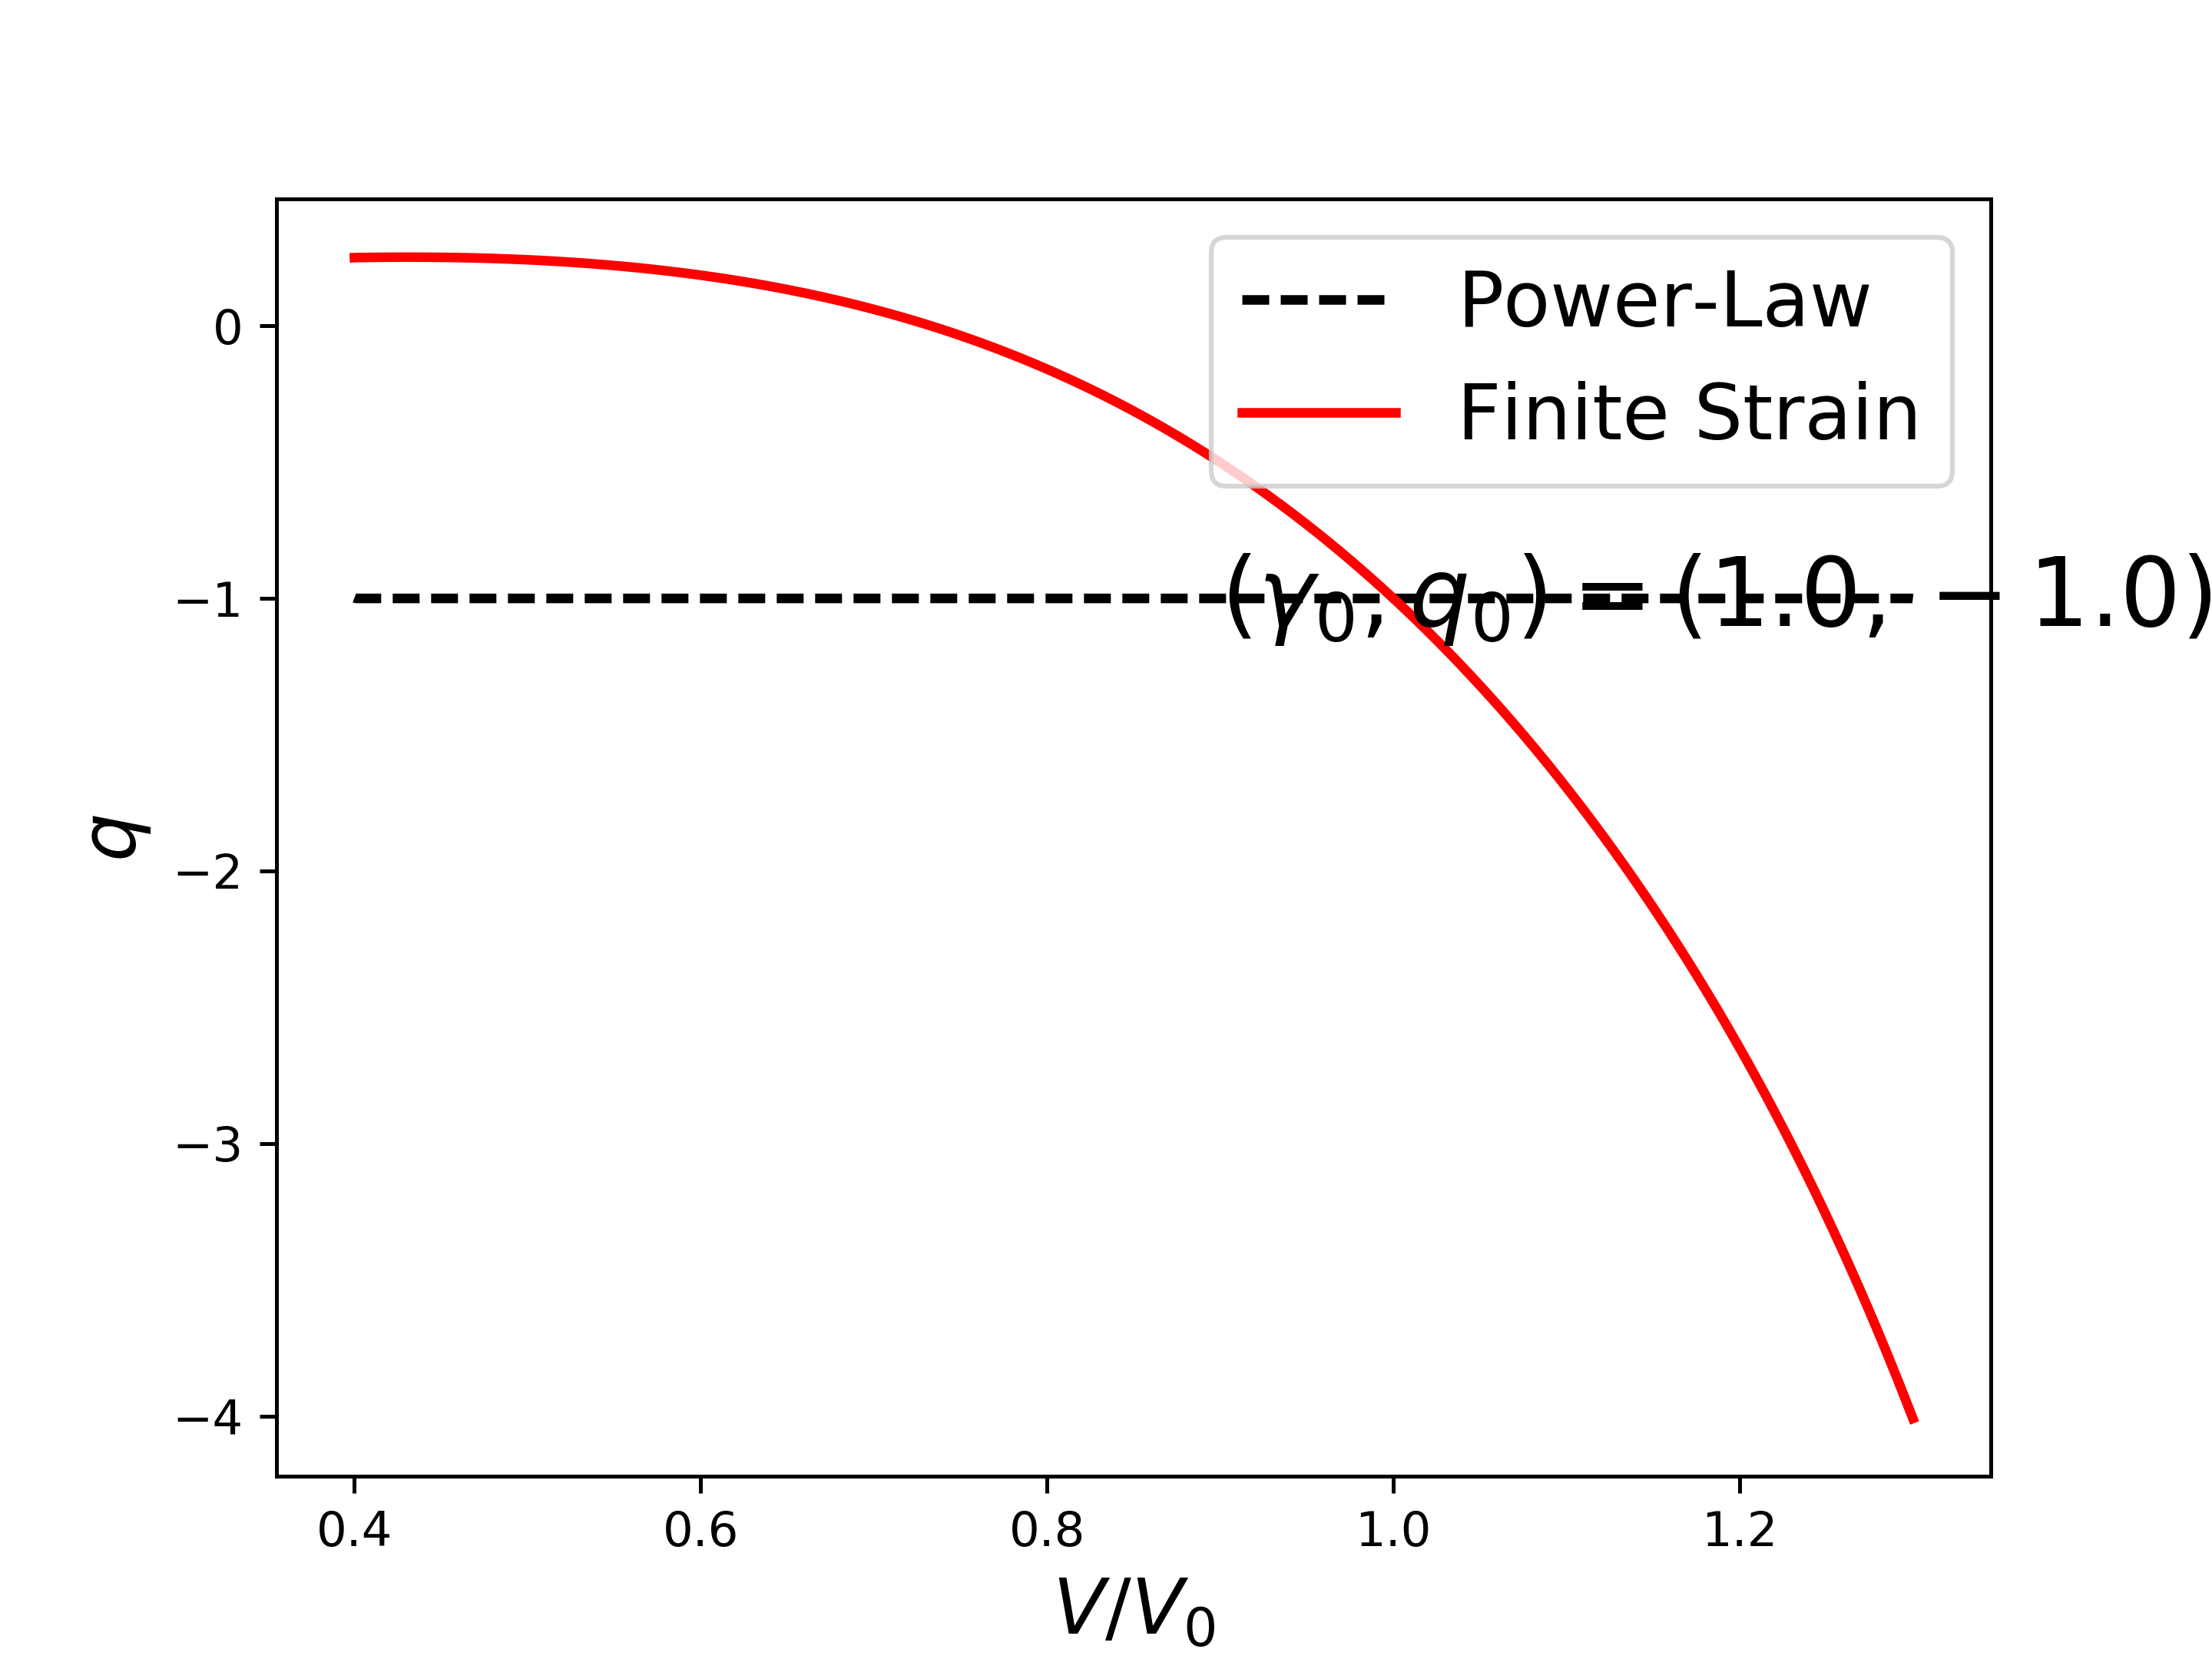 Power-Law
Finite Strain
(γ₀, q₀) = (1.0, −1.0)
q
0
−1
−2
−3
−4
0.4 0.6 0.8 1.0 1.2
V/V₀